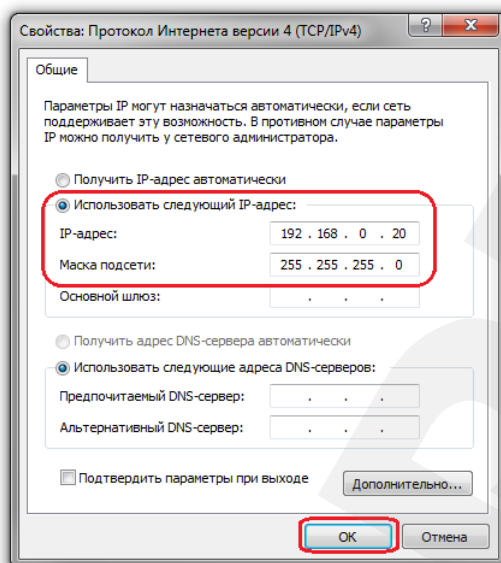 Свойства: Протокол Интернета версии 4 (TCP/IPv4)
Общие
Параметры IP могут назначаться автоматически, если сеть
поддерживает эту возможность. В противном случае параметры
IP можно получить у сетевого администратора.
Получить IP-адрес автоматически
Использовать следующий IP-адрес:
IP-адрес: 192 . 168 . 0 . 20
Маска подсети: 255 . 255 . 255 . 0
Основной шлюз: . . .
Получить адрес DNS-сервера автоматически
Использовать следующие адреса DNS-серверов:
Предпочитаемый DNS-сервер: . . .
Альтернативный DNS-сервер: . . .
Подтвердить параметры при выходе
Дополнительно...
ОК Отмена